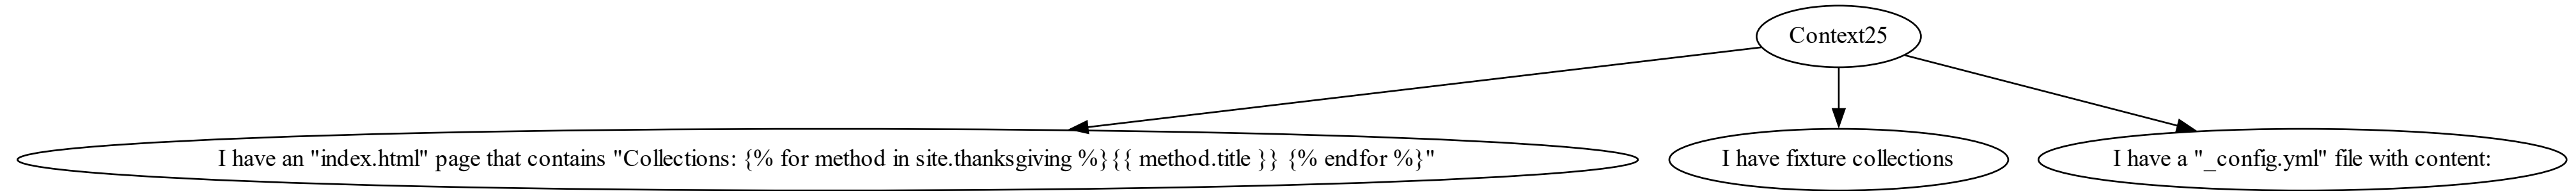 Context25
I have an "index.html" page that contains "Collections: {% for method in site.thanksgiving %}{{ method.title }} {% endfor %}"
I have fixture collections
I have a "_config.yml" file with content: